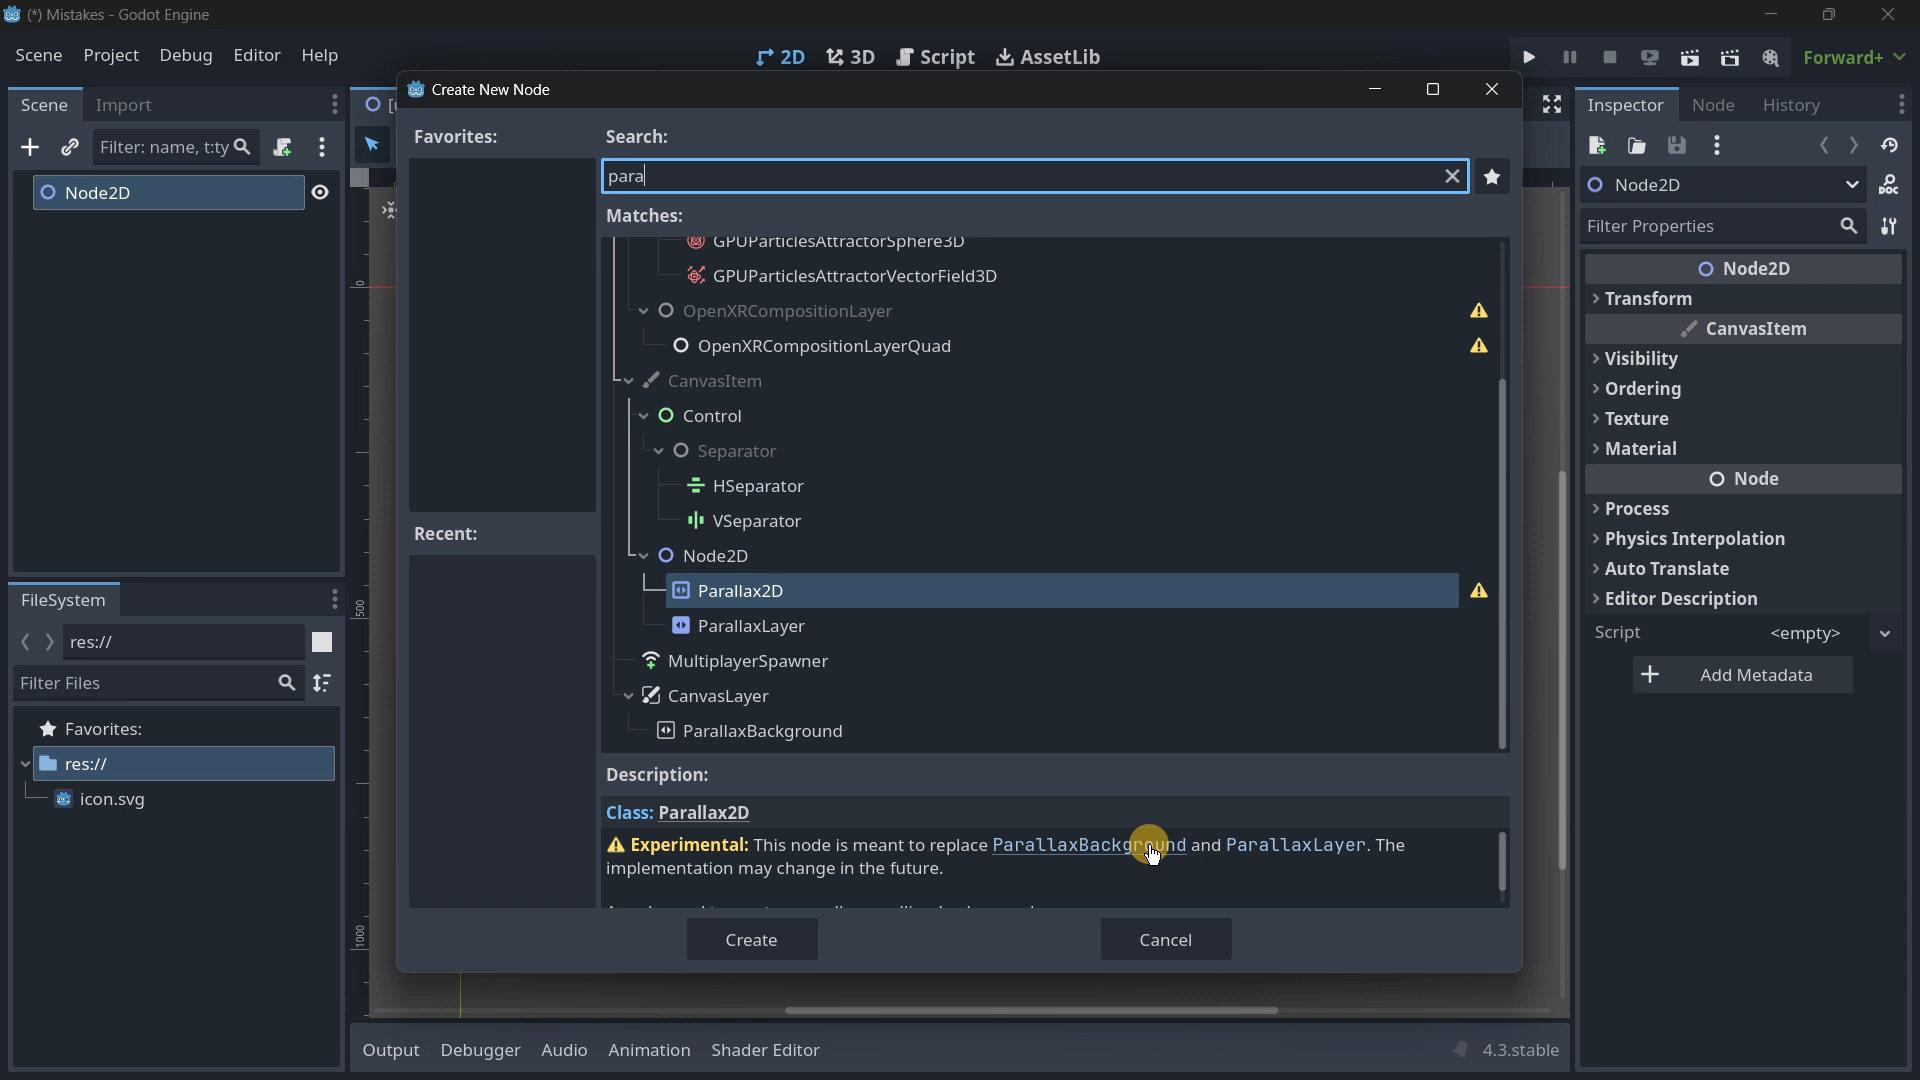 (*) Mistakes - Godot Engine
Scene Project Debug Editor Help
2D 3D Script AssetLib
Forward+
Scene Import
Filter: name, t:ty
Node2D
Create New Node
Favorites:
Search:
para
Matches:
GPUParticlesAttractorSphere3D
GPUParticlesAttractorVectorField3D
OpenXRCompositionLayer
OpenXRCompositionLayerQuad
CanvasItem
Control
Separator
HSeparator
VSeparator
Node2D
Parallax2D
ParallaxLayer
MultiplayerSpawner
CanvasLayer
ParallaxBackground
Recent:
Description:
Class: Parallax2D
Experimental: This node is meant to replace ParallaxBackground and ParallaxLayer. The
implementation may change in the future.
Create Cancel
0
500
1000
FileSystem
res://
Filter Files
Favorites:
res://
icon.svg
Output Debugger Audio Animation Shader Editor
4.3.stable
Inspector Node History
Node2D
DOC
Filter Properties
Node2D
Transform
CanvasItem
Visibility
Ordering
Texture
Material
Node
Process
Physics Interpolation
Auto Translate
Editor Description
Script <empty>
Add Metadata